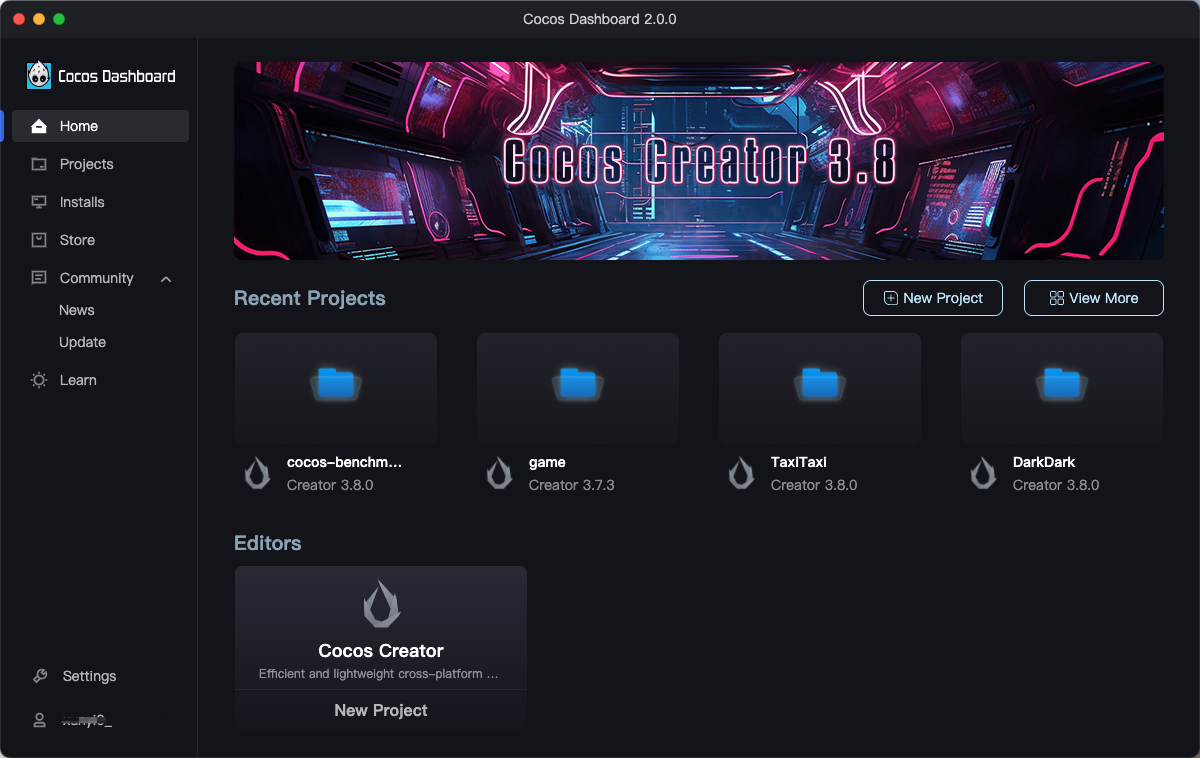 Cocos Dashboard 2.0.0
Cocos Dashboard
Home
Projects
Installs
Store
Community
News
Update
Learn
Settings
Cocos Creator 3.8
Recent Projects
New Project
View More
cocos-benchm...
Creator 3.8.0
game
Creator 3.7.3
TaxiTaxi
Creator 3.8.0
DarkDark
Creator 3.8.0
Editors
Cocos Creator
Efficient and lightweight cross-platform ...
New Project